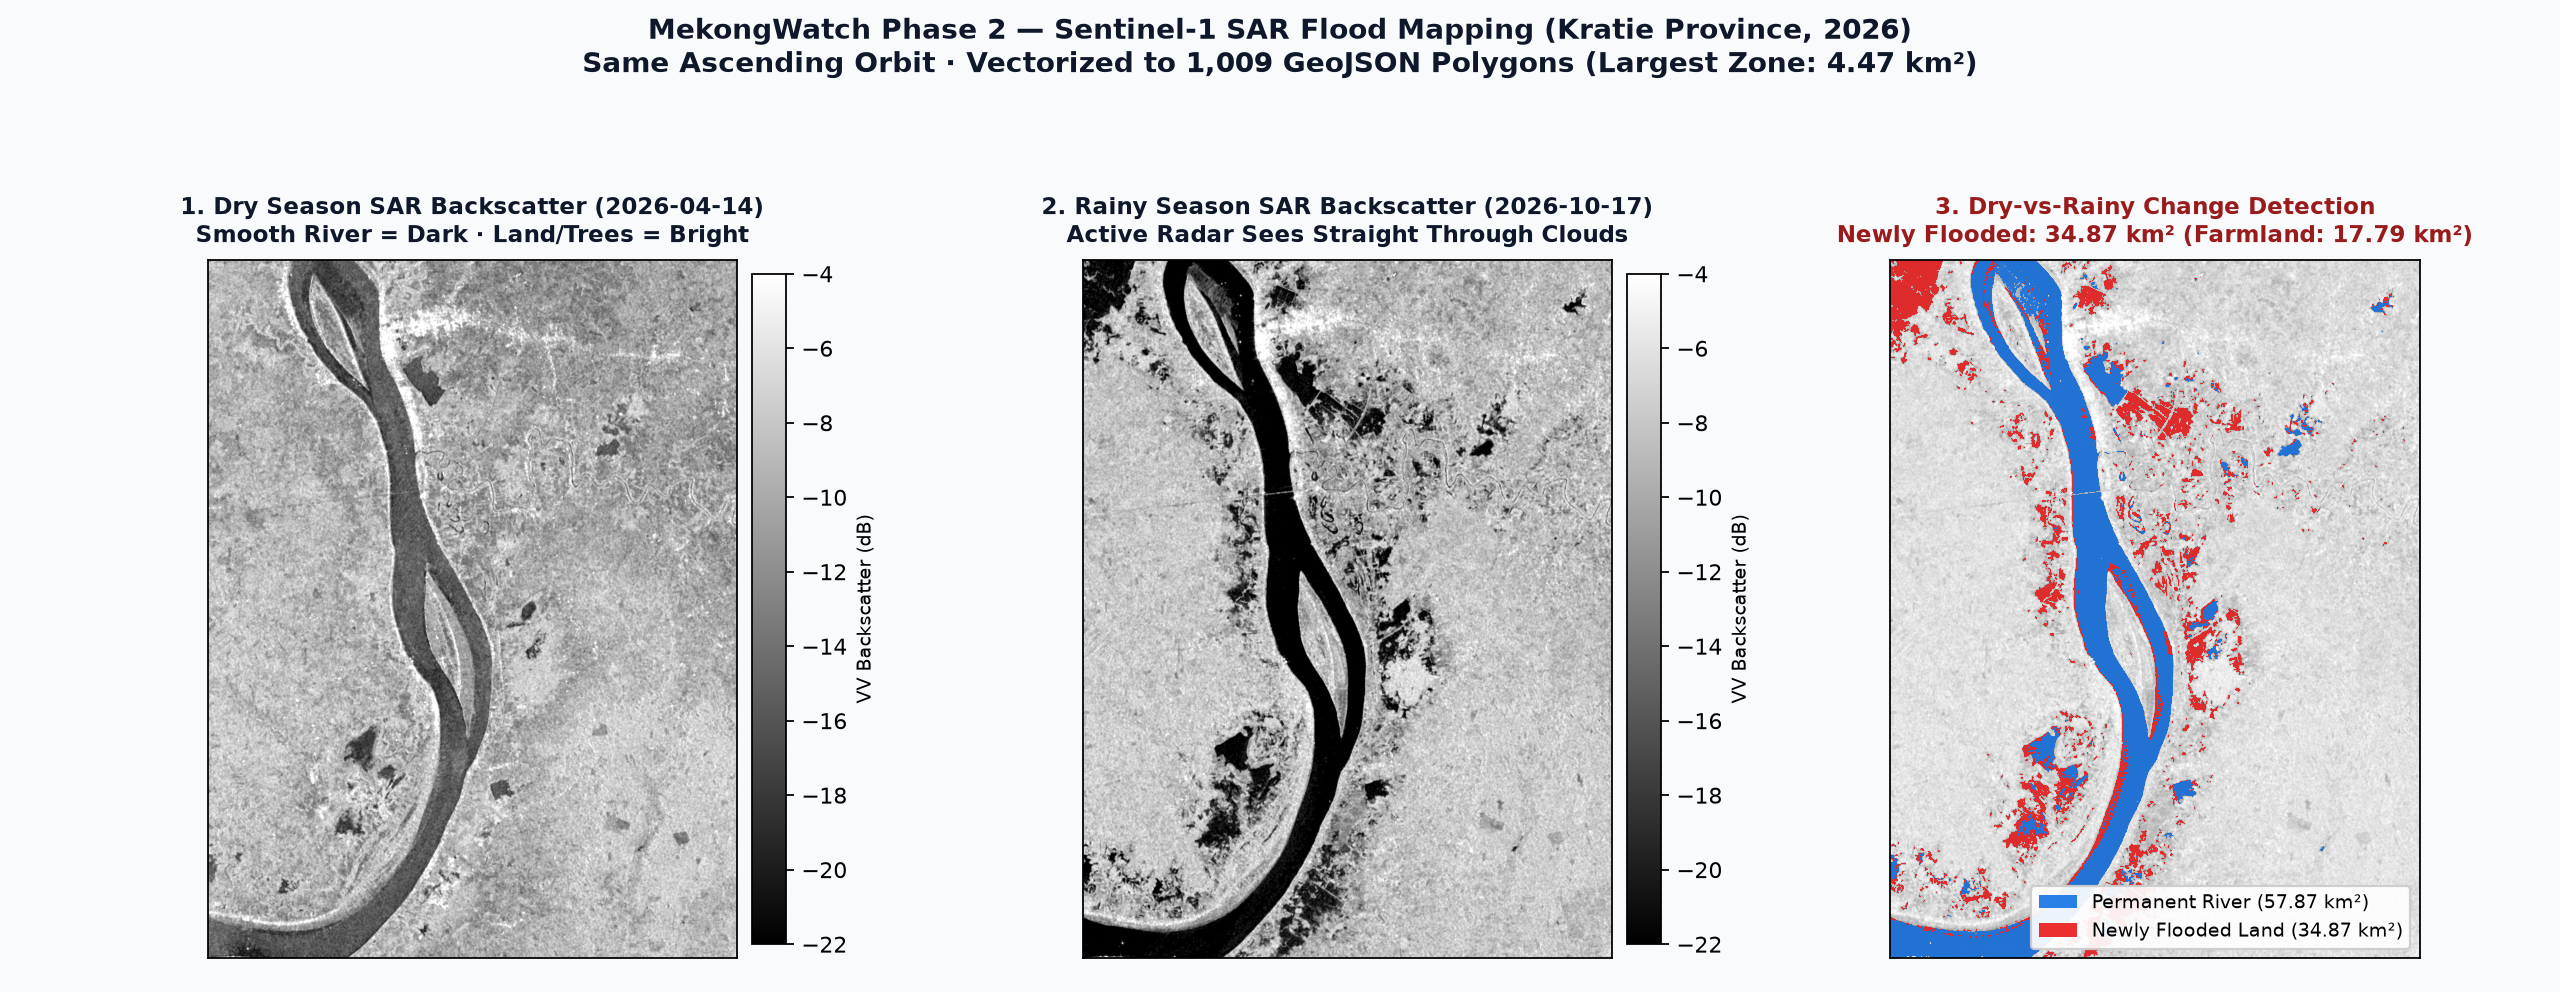 MekongWatch Phase 2 — Sentinel-1 SAR Flood Mapping (Kratie Province, 2026)
Same Ascending Orbit · Vectorized to 1,009 GeoJSON Polygons (Largest Zone: 4.47 km²)
1. Dry Season SAR Backscatter (2026-04-14)
Smooth River = Dark · Land/Trees = Bright
−4
−6
−8
−10
−12
−14
−16
−18
−20
−22
VV Backscatter (dB)
2. Rainy Season SAR Backscatter (2026-10-17)
Active Radar Sees Straight Through Clouds
−4
−6
−8
−10
−12
−14
−16
−18
−20
−22
VV Backscatter (dB)
3. Dry-vs-Rainy Change Detection
Newly Flooded: 34.87 km² (Farmland: 17.79 km²)
Permanent River (57.87 km²)
Newly Flooded Land (34.87 km²)